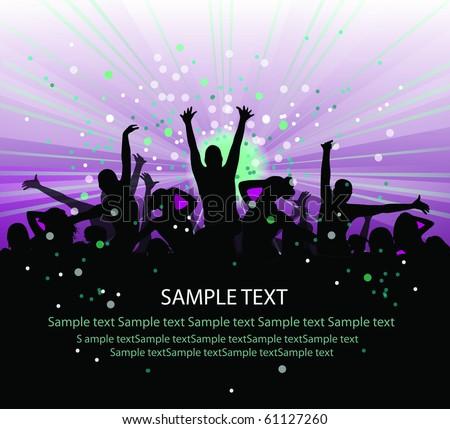 SAMPLE TEXT
Sample text Sample text Sample text Sample text Sample text
S ample textSample textSample textSample textSample text
Sample textSample textSample textSample textSample text
shutterstock
www.shutterstock.com · 61127260